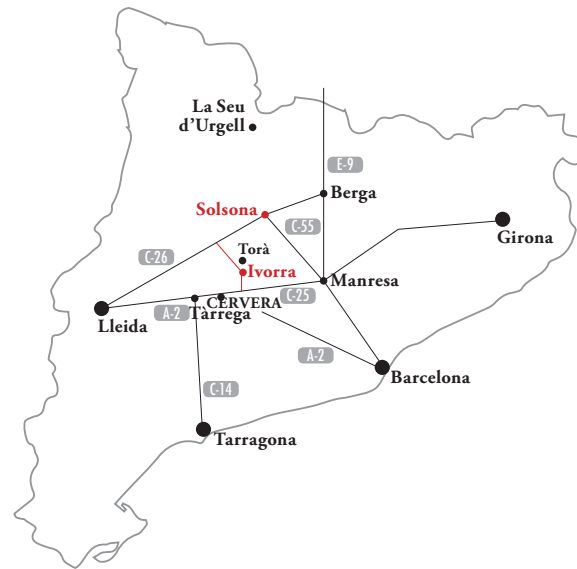 La Seu
d’Urgell
E-9
Berga
Solsona
C-55
Girona
Torà
C-26
Ivorra
Manresa
C-25
CERVERA
A-2
Tàrrega
Lleida
A-2
Barcelona
C-14
Tarragona